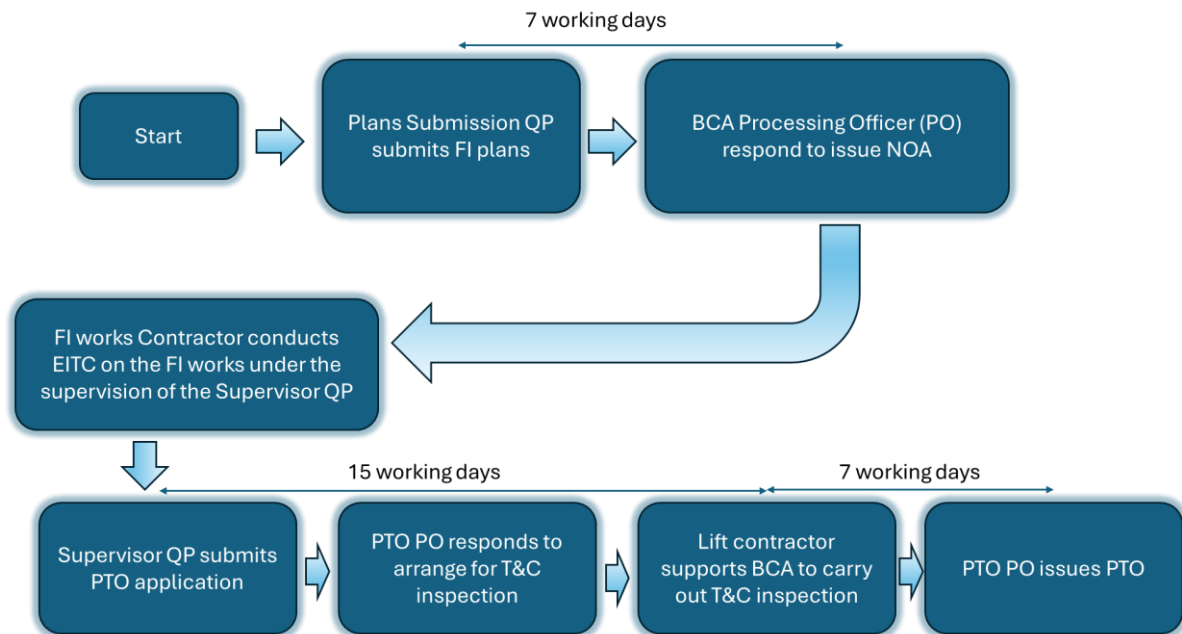 7 working days
Start
Plans Submission QP
submits FI plans
BCA Processing Officer (PO)
respond to issue NOA
FI works Contractor conducts
EITC on the FI works under the
supervision of the Supervisor QP
15 working days
7 working days
Supervisor QP submits
PTO application
PTO PO responds to
arrange for T&C
inspection
Lift contractor
supports BCA to carry
out T&C inspection
PTO PO issues PTO